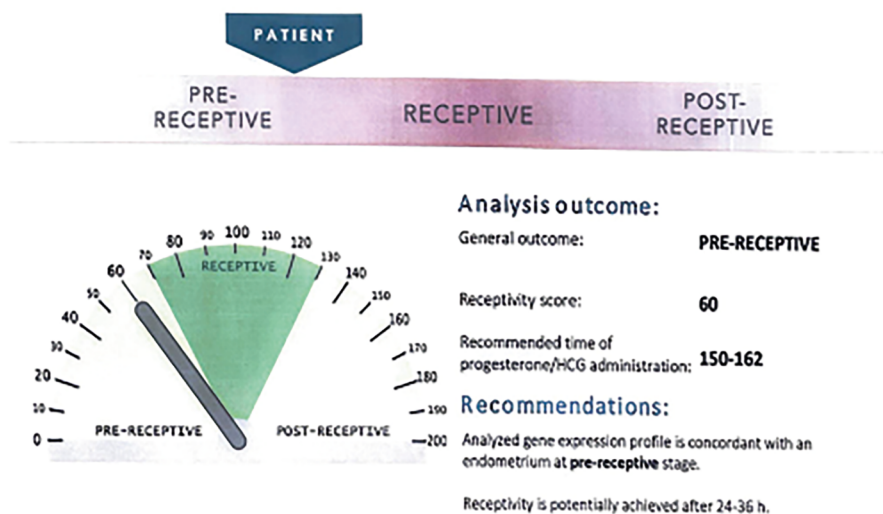 PATIENT
PRE-
RECEPTIVE
RECEPTIVE
POST-
RECEPTIVE
Analysis outcome:
General outcome: PRE-RECEPTIVE
Receptivity score: 60
Recommended time of
progesterone/HCG administration: 150-162
Recommendations:
Analyzed gene expression profile is concordant with an
endometrium at pre-receptive stage.
Receptivity is potentially achieved after 24-36 h.
0
10
20
30
40
50
60
70
80
90
100
110
120
130
140
150
160
170
180
190
200
RECEPTIVE
PRE-RECEPTIVE
POST-RECEPTIVE